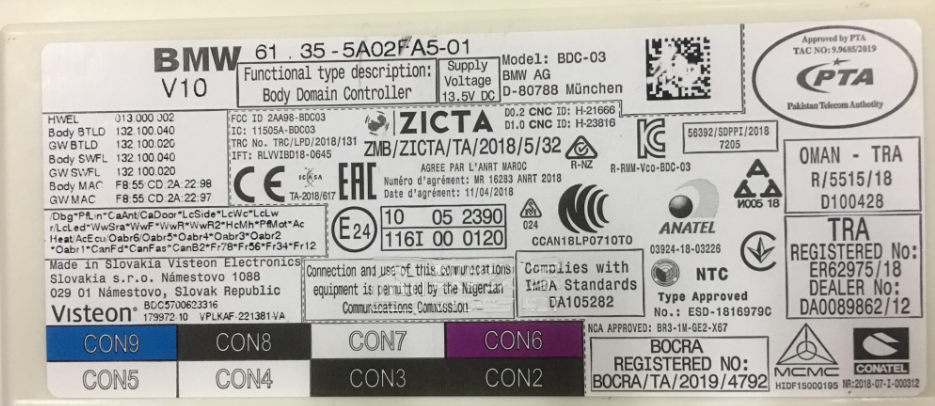 BMW 61.35-5A02FA5-01
V10
Functional type description:
Body Domain Controller
Supply
Voltage
13.5V DC
Model: BDC-03
BMW AG
D-80788 München
Approved by PTA
TAC NO: 9.9685/2019
PTA
Pakistan Telecom Authority
HWEL 013.000.002
Body BTLD 132.100.040
GW BTLD 132.100.020
Body SWFL 132.100.040
GW SWFL 132.100.020
Body MAC F8:55:CD:2A:22:98
GW MAC F8:55:CD:2A:22:97
FCC ID 2AA98-BDC03
IC: 11505A-BDC03
TRC No. TRC/LPD/2018/131
IFT: RLVVIBD18-0645
ZICTA
ZMB/ZICTA/TA/2018/5/32
D0.2 CNC ID: H-21666
D1.0 CNC ID: H-23816
R-NZ
R-RMM-Vco-BDC-03
56392/SDPPI/2018
7205
CE
ICASA
TA-2018/617
EAC
AGREE PAR L'ANRT MAROC
Numéro d'agrément: MR 16283 ANRT 2018
Date d'agrément: 11/04/2018
E24
10 05 2390
116I 00 0120
024
CCAN18LP0710T0
ANATEL
03924-18-03226
И005 18
OMAN - TRA
R/5515/18
D100428
TRA
REGISTERED No:
ER62975/18
DEALER No:
DA0089862/12
/Dbg*PfLin*CaAnt/CaDoor*LcSide*LcWc*LcLw
r/LcLed*WwSra*WwF*WwR*WwR2*HcMh*PfMot*Ac
Heat/AcEcu/Oabr6/Oabr5*Oabr4*Oabr3*Oabr2
*Oabr1*CanFd*CanFas*CanB2*Fr78*Fr56*Fr34*Fr12
Made in Slovakia Visteon Electronics
Slovakia s.r.o. Námestovo 1088
029 01 Námestovo, Slovak Republic
BDC5700623316
Visteon 179972-10 VPLKAF-221381-VA
Connection and use of this communications
equipment is permitted by the Nigerian
Communications Commission
Complies with
IMDA Standards
DA105282
NTC
Type Approved
No.: ESD-1816979C
CON9 CON8 CON7 CON6
CON5 CON4 CON3 CON2
NCA APPROVED: BR3-1M-GE2-X67
BOCRA
REGISTERED NO:
BOCRA/TA/2019/4792
MCMC
HIDF15000195
CONATEL
NR:2018-07-I-000312